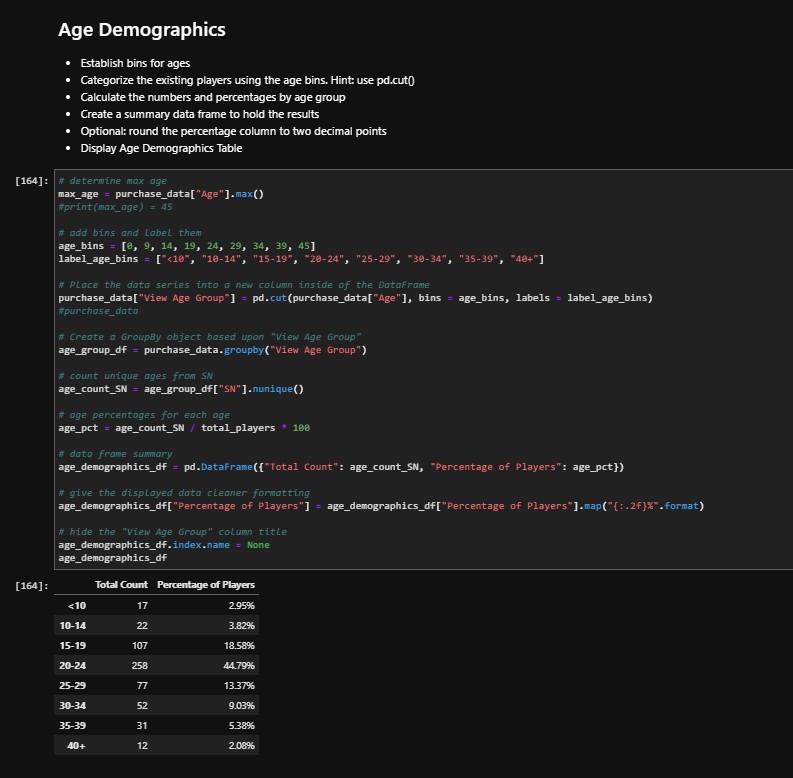 Age Demographics
• Establish bins for ages
• Categorize the existing players using the age bins. Hint: use pd.cut()
• Calculate the numbers and percentages by age group
• Create a summary data frame to hold the results
• Optional: round the percentage column to two decimal points
• Display Age Demographics Table
[164]: # determine max age
max_age = purchase_data["Age"].max()
#print(max_age) = 45
# add bins and label them
age_bins = [0, 9, 14, 19, 24, 29, 34, 39, 45]
label_age_bins = ["<10", "10-14", "15-19", "20-24", "25-29", "30-34", "35-39", "40+"]
# Place the data series into a new column inside of the DataFrame
purchase_data["View Age Group"] = pd.cut(purchase_data["Age"], bins = age_bins, labels = label_age_bins)
#purchase_data
# Create a GroupBy object based upon "View Age Group"
age_group_df = purchase_data.groupby("View Age Group")
# count unique ages from SN
age_count_SN = age_group_df["SN"].nunique()
# age percentages for each age
age_pct = age_count_SN / total_players * 100
# data frame summary
age_demographics_df = pd.DataFrame({"Total Count": age_count_SN, "Percentage of Players": age_pct})
# give the displayed data cleaner formatting
age_demographics_df["Percentage of Players"] = age_demographics_df["Percentage of Players"].map("{:.2f}%".format)
# hide the "View Age Group" column title
age_demographics_df.index.name = None
age_demographics_df
[164]: Total Count Percentage of Players
<10 17 2.95%
10-14 22 3.82%
15-19 107 18.58%
20-24 258 44.79%
25-29 77 13.37%
30-34 52 9.03%
35-39 31 5.38%
40+ 12 2.08%